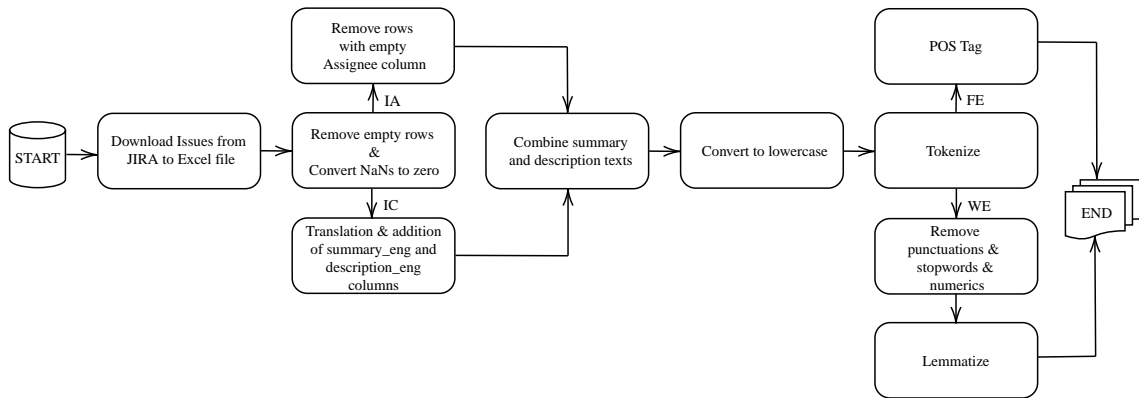 START
Download Issues from
JIRA to Excel file
Remove rows
with empty
Assignee column
IA
Remove empty rows
&
Convert NaNs to zero
IC
Translation & addition
of summary_eng and
description_eng
columns
Combine summary
and description texts
Convert to lowercase
POS Tag
FE
Tokenize
WE
Remove
punctuations &
stopwords &
numerics
Lemmatize
END